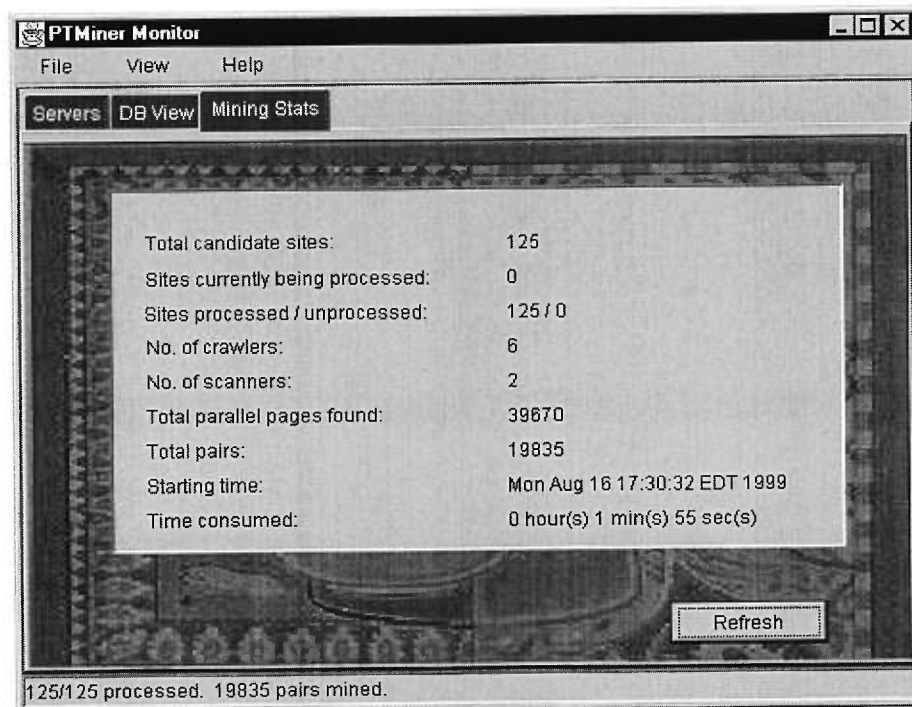 PTMiner Monitor
File View Help
Servers DB View Mining Stats
Total candidate sites: 125
Sites currently being processed: 0
Sites processed / unprocessed: 125 / 0
No. of crawlers: 6
No. of scanners: 2
Total parallel pages found: 39670
Total pairs: 19835
Starting time: Mon Aug 16 17:30:32 EDT 1999
Time consumed: 0 hour(s) 1 min(s) 55 sec(s)
Refresh
125/125 processed. 19835 pairs mined.